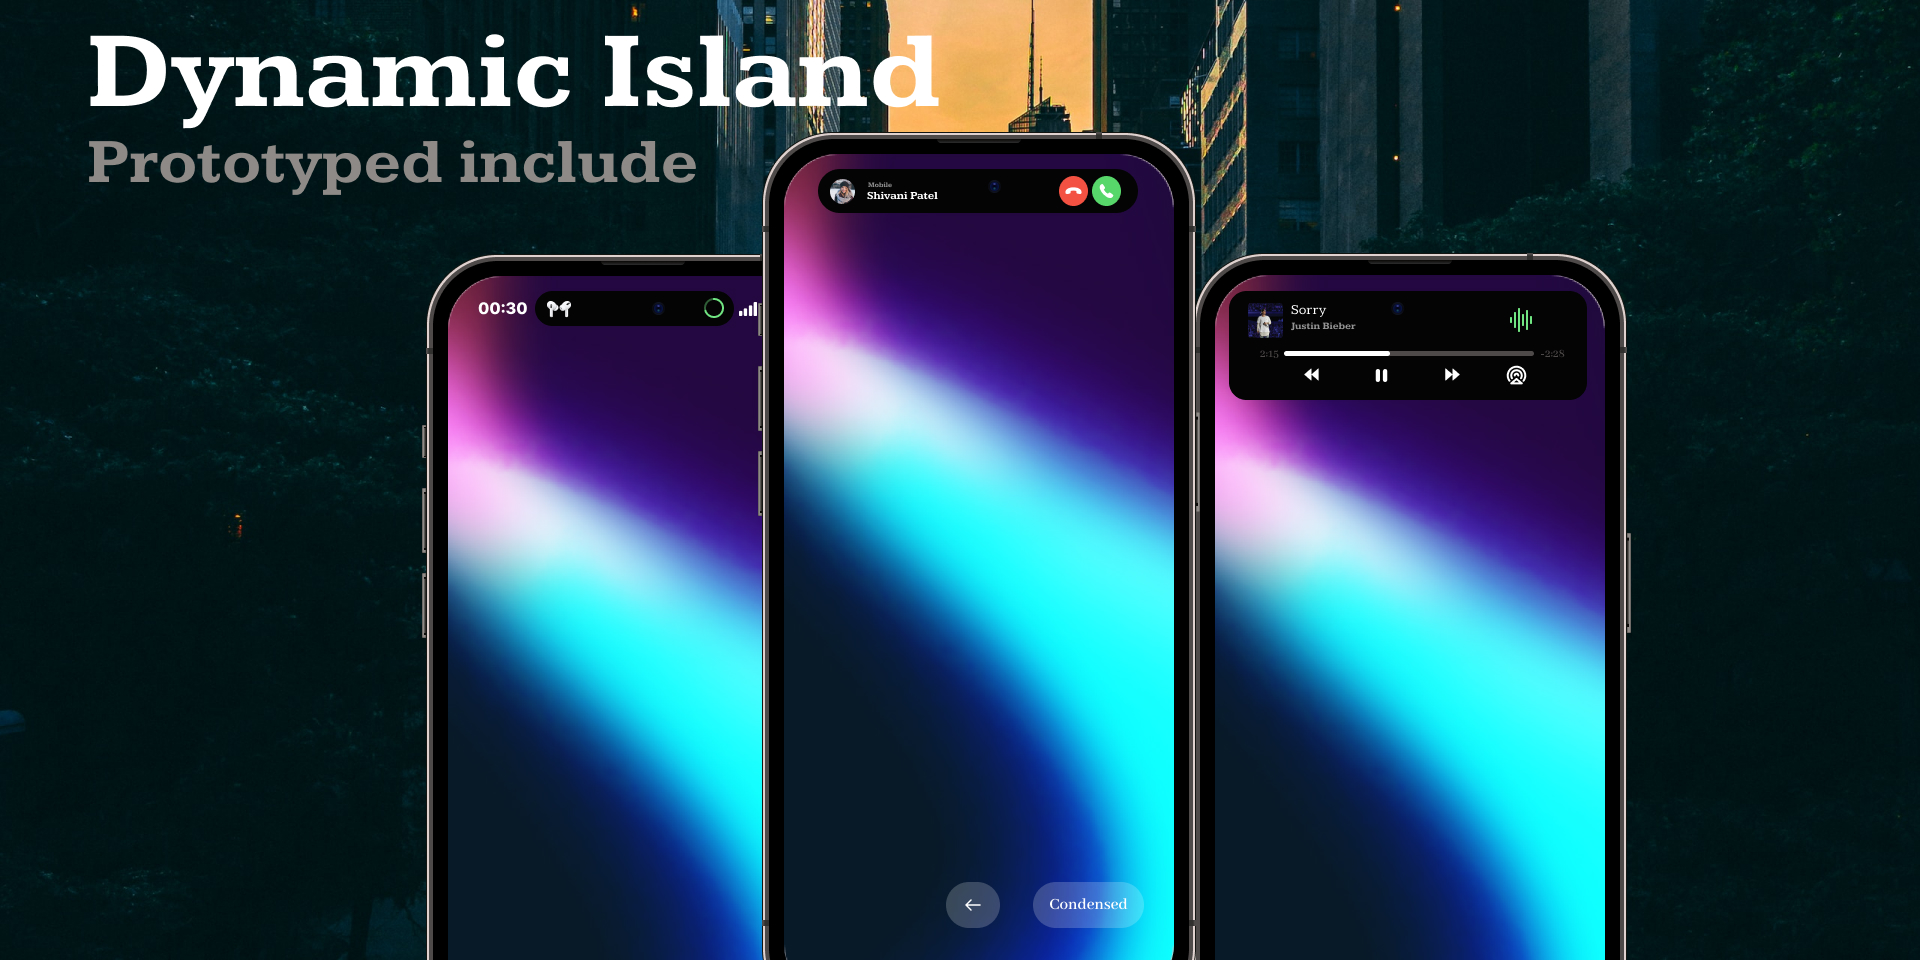 Dynamic Island
Prototyped include
Mobile
Shivani Patel
00:30
Sorry
Justin Bieber
2:15
-2:28
Condensed